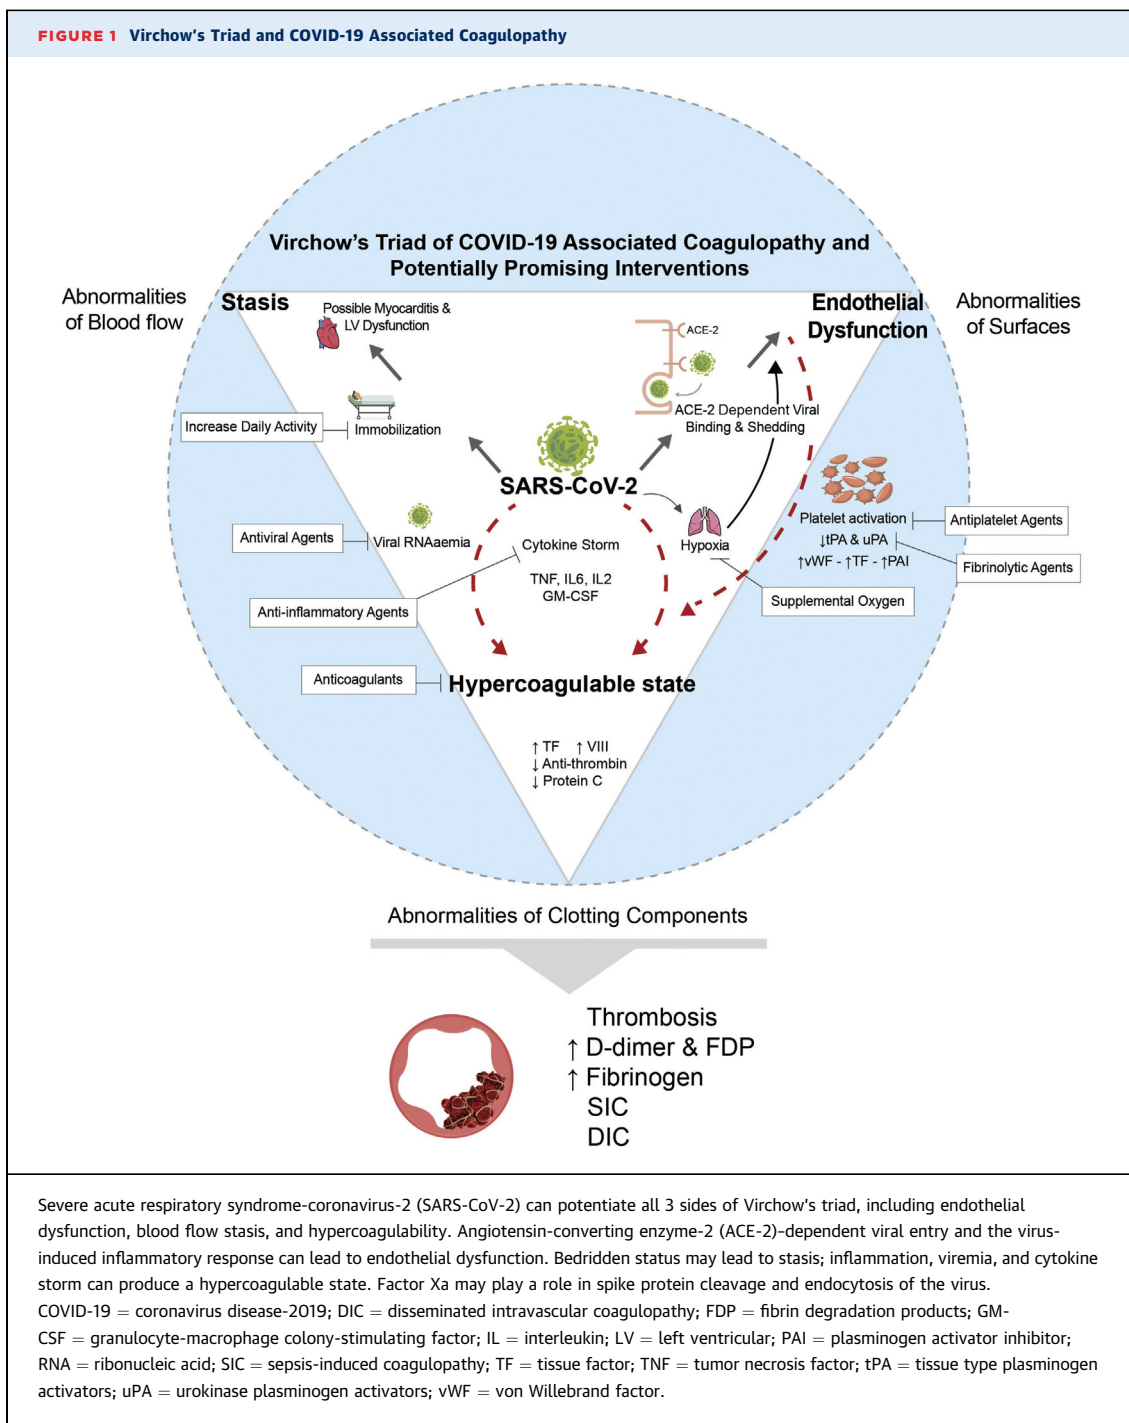 FIGURE 1 Virchow's Triad and COVID-19 Associated Coagulopathy
Virchow's Triad of COVID-19 Associated Coagulopathy and
Potentially Promising Interventions
Abnormalities
of Blood flow
Stasis
Possible Myocarditis &
LV Dysfunction
Endothelial
Dysfunction
Abnormalities
of Surfaces
ACE-2
ACE-2 Dependent Viral
Binding & Shedding
Increase Daily Activity
Immobilization
SARS-CoV-2
Antiviral Agents
Viral RNAaemia
Cytokine Storm
TNF, IL6, IL2
GM-CSF
Hypoxia
Platelet activation
↓tPA & uPA
↑vWF - ↑TF - ↑PAI
Antiplatelet Agents
Fibrinolytic Agents
Anti-inflammatory Agents
Supplemental Oxygen
Anticoagulants
Hypercoagulable state
↑ TF ↑ VIII
↓ Anti-thrombin
↓ Protein C
Abnormalities of Clotting Components
Thrombosis
↑ D-dimer & FDP
↑ Fibrinogen
SIC
DIC
Severe acute respiratory syndrome-coronavirus-2 (SARS-CoV-2) can potentiate all 3 sides of Virchow's triad, including endothelial
dysfunction, blood flow stasis, and hypercoagulability. Angiotensin-converting enzyme-2 (ACE-2)–dependent viral entry and the virus-
induced inflammatory response can lead to endothelial dysfunction. Bedridden status may lead to stasis; inflammation, viremia, and cytokine
storm can produce a hypercoagulable state. Factor Xa may play a role in spike protein cleavage and endocytosis of the virus.
COVID-19 = coronavirus disease-2019; DIC = disseminated intravascular coagulopathy; FDP = fibrin degradation products; GM-
CSF = granulocyte-macrophage colony-stimulating factor; IL = interleukin; LV = left ventricular; PAI = plasminogen activator inhibitor;
RNA = ribonucleic acid; SIC = sepsis-induced coagulopathy; TF = tissue factor; TNF = tumor necrosis factor; tPA = tissue type plasminogen
activators; uPA = urokinase plasminogen activators; vWF = von Willebrand factor.